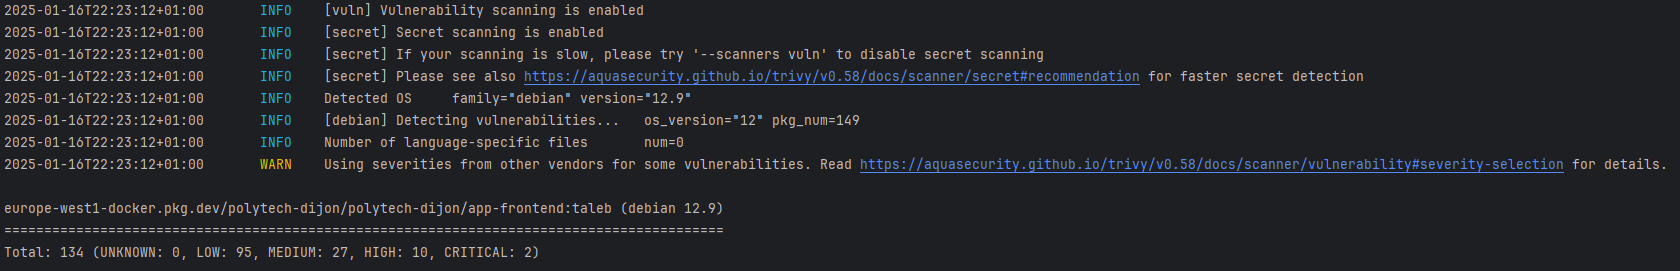 2025-01-16T22:23:12+01:00 INFO [vuln] Vulnerability scanning is enabled
2025-01-16T22:23:12+01:00 INFO [secret] Secret scanning is enabled
2025-01-16T22:23:12+01:00 INFO [secret] If your scanning is slow, please try '--scanners vuln' to disable secret scanning
2025-01-16T22:23:12+01:00 INFO [secret] Please see also https://aquasecurity.github.io/trivy/v0.58/docs/scanner/secret#recommendation for faster secret detection
2025-01-16T22:23:12+01:00 INFO Detected OS family="debian" version="12.9"
2025-01-16T22:23:12+01:00 INFO [debian] Detecting vulnerabilities... os_version="12" pkg_num=149
2025-01-16T22:23:12+01:00 INFO Number of language-specific files num=0
2025-01-16T22:23:12+01:00 WARN Using severities from other vendors for some vulnerabilities. Read https://aquasecurity.github.io/trivy/v0.58/docs/scanner/vulnerability#severity-selection for details.
europe-west1-docker.pkg.dev/polytech-dijon/polytech-dijon/app-frontend:taleb (debian 12.9)
==========================================================================================
Total: 134 (UNKNOWN: 0, LOW: 95, MEDIUM: 27, HIGH: 10, CRITICAL: 2)